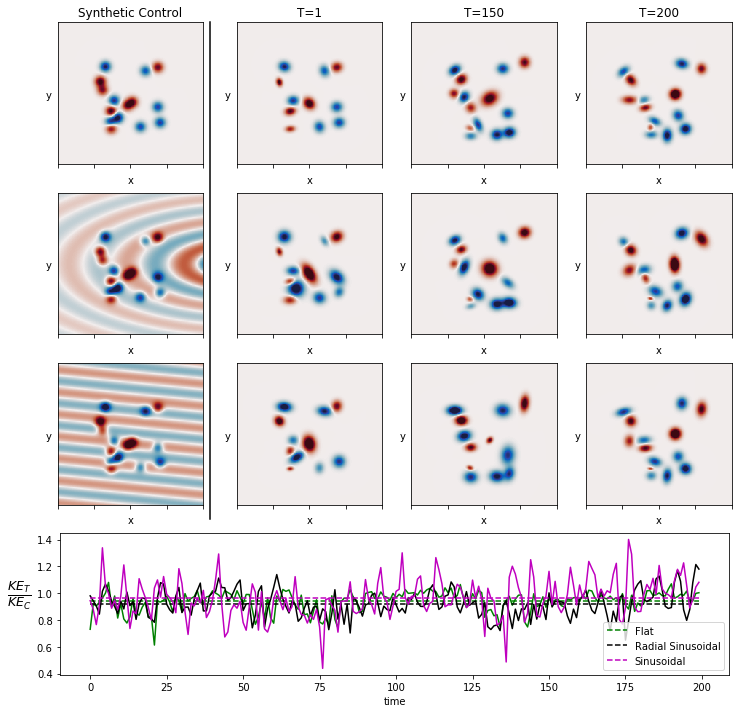 Synthetic Control T=1 T=150 T=200
y y y y
x x x x
y y y y
x x x x
y y y y
x x x x
1.4
1.2
1.0
0.8
0.6
0.4
KE_T
KE_C
Flat
Radial Sinusoidal
Sinusoidal
0 25 50 75 100 125 150 175 200
time